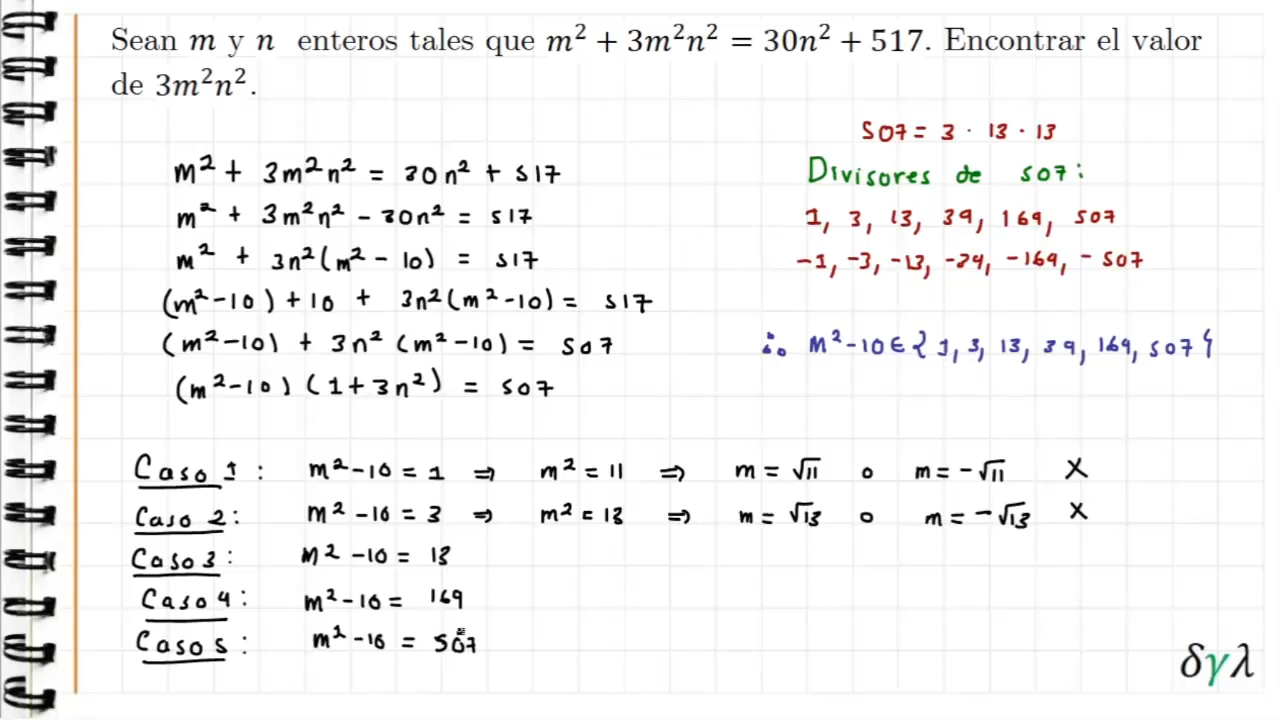 Sean m y n enteros tales que m² + 3m²n² = 30n² + 517. Encontrar el valor
de 3m²n².
m² + 3m²n² = 30n² + 517
m² + 3m²n² - 30n² = 517
m² + 3n²(m² - 10) = 517
(m²-10) + 10 + 3n²(m²-10) = 517
(m²-10) + 3n²(m²-10) = 507
(m²-10)(1+3n²) = 507
507 = 3 · 13 · 13
Divisores de 507:
1, 3, 13, 39, 169, 507
-1, -3, -13, -39, -169, -507
∴ m²-10 ∈ {1, 3, 13, 39, 169, 507}
Caso 1: m²-10 = 1 ⇒ m² = 11 ⇒ m = √11 o m = -√11 X
Caso 2: m²-10 = 3 ⇒ m² = 13 ⇒ m = √13 o m = -√13 X
Caso 3: m²-10 = 13
Caso 4: m²-10 = 169
Caso 5: m²-10 = 507
δγλ